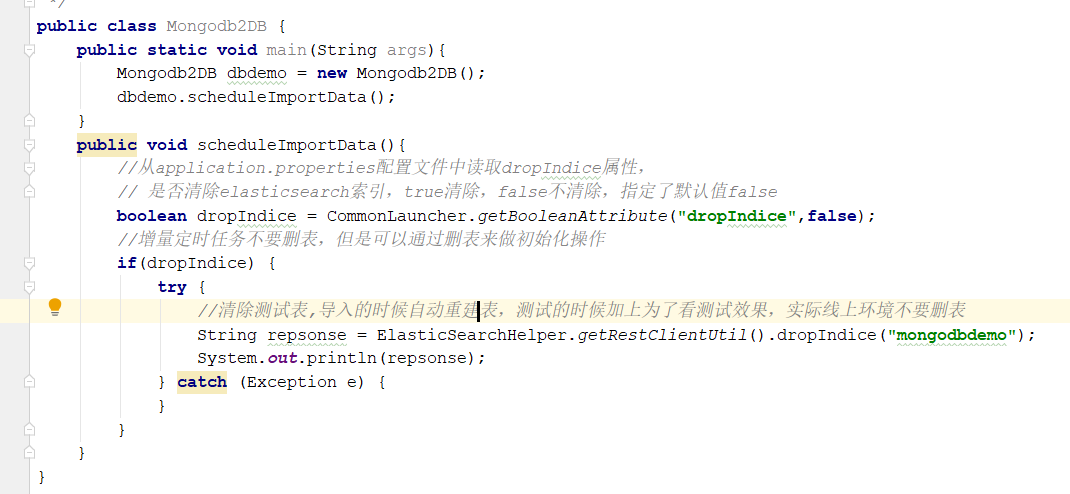 */
public class Mongodb2DB {
public static void main(String args){
Mongodb2DB dbdemo = new Mongodb2DB();
dbdemo.scheduleImportData();
}
public void scheduleImportData(){
//从application.properties配置文件中读取dropIndice属性，
// 是否清除elasticsearch索引，true清除，false不清除，指定了默认值false
boolean dropIndice = CommonLauncher.getBooleanAttribute("dropIndice",false);
//增量定时任务不要删表，但是可以通过删表来做初始化操作
if(dropIndice) {
try {
//清除测试表,导入的时候自动重建表，测试的时候加上为了看测试效果，实际线上环境不要删表
String repsonse = ElasticSearchHelper.getRestClientUtil().dropIndice("mongodbdemo");
System.out.println(repsonse);
} catch (Exception e) {
}
}
}
}